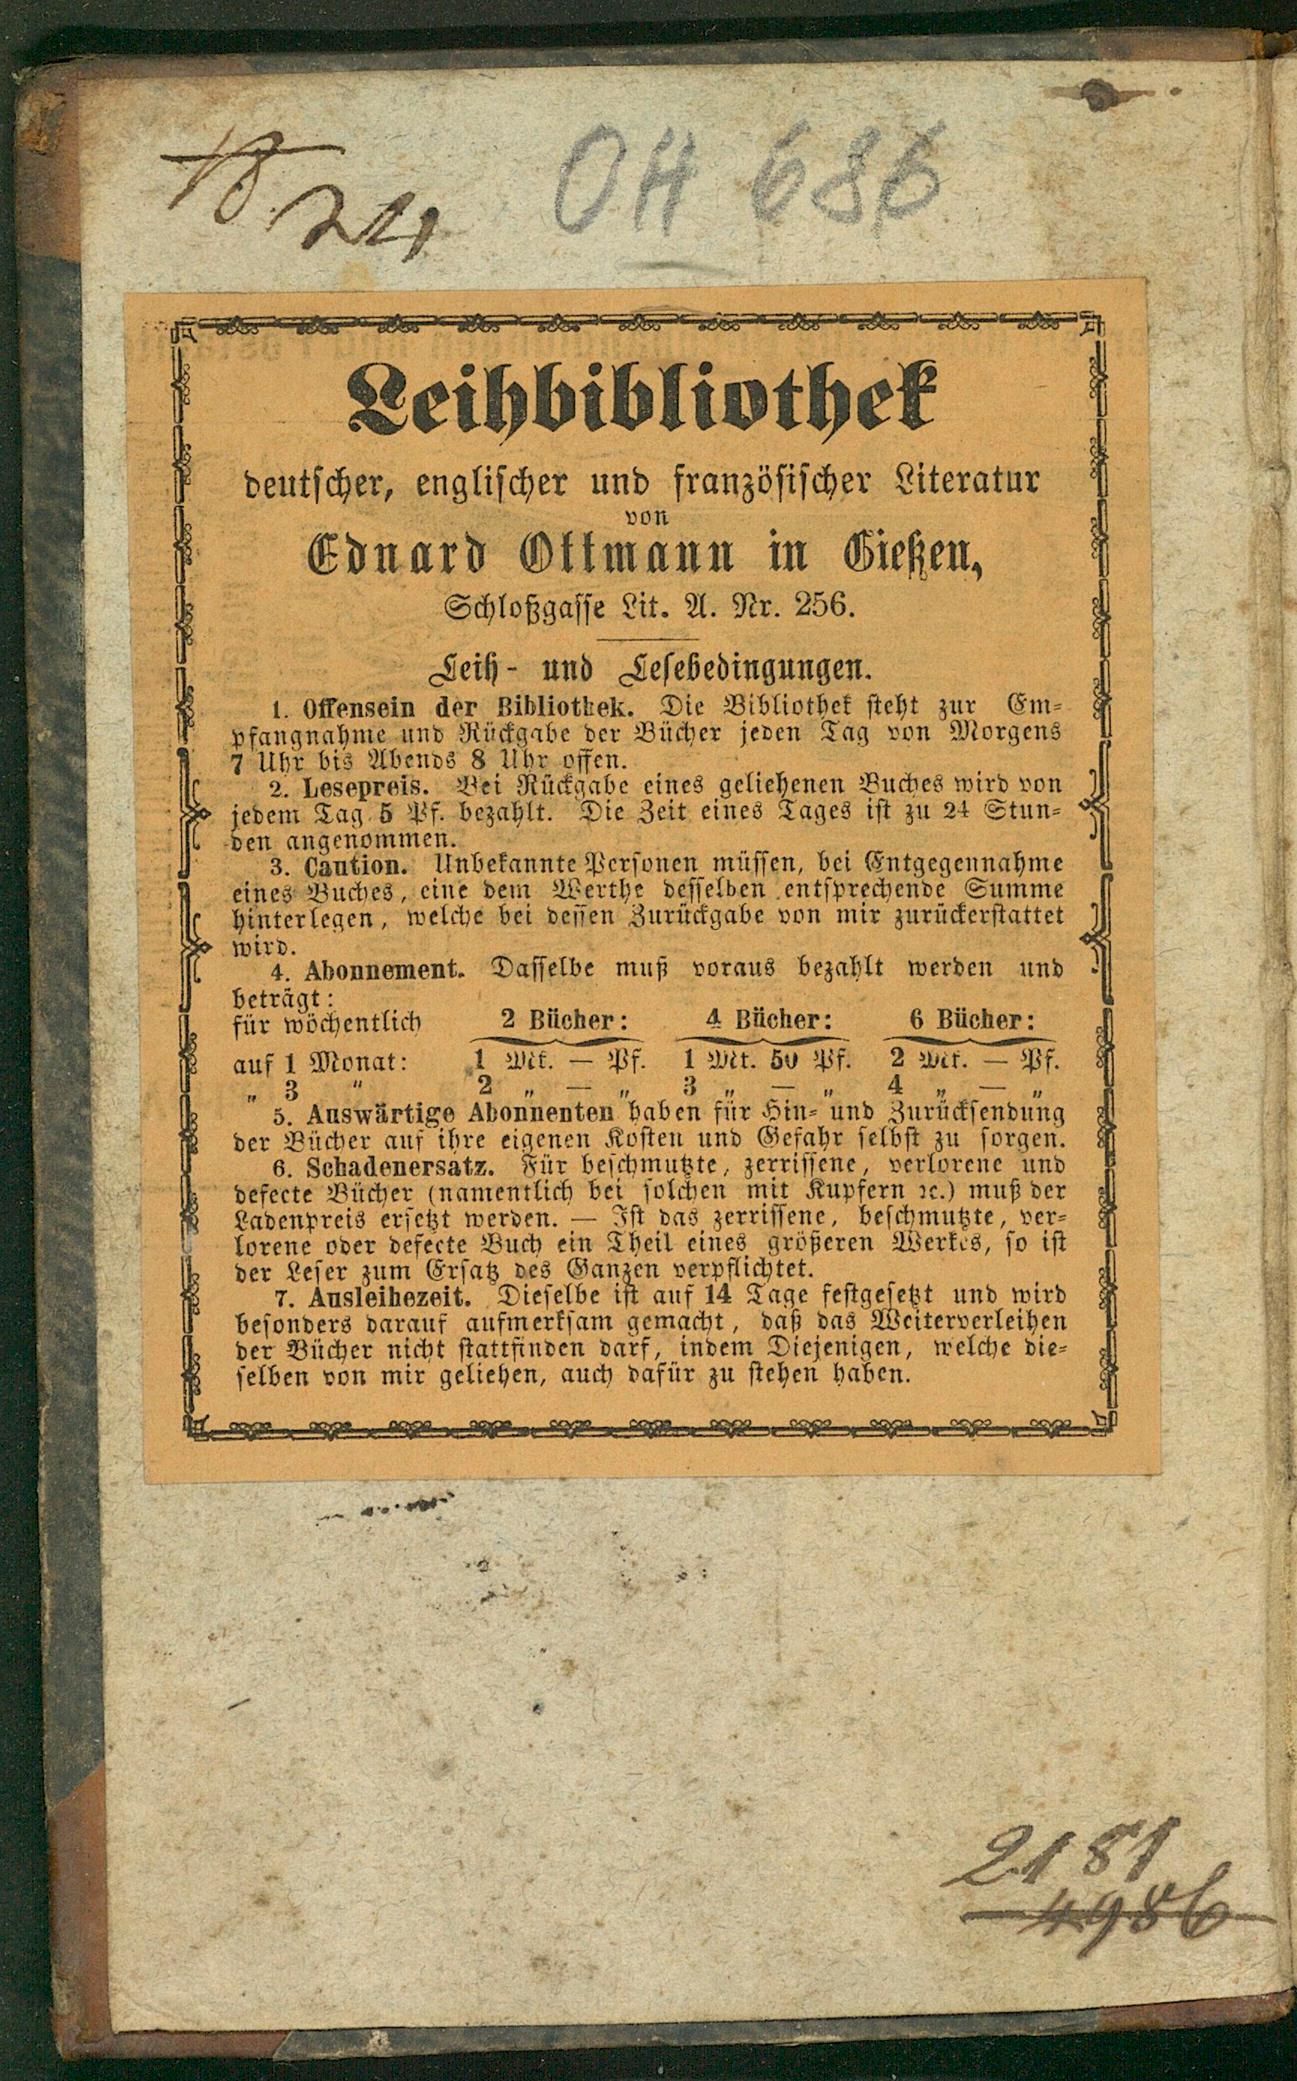 18.
21,
OH 686
Leihbibliothek
deutscher, englischer und französischer Literatur
von
Eduard Ottmann in Gießen,
Schloßgasse Lit. A. Nr. 256.
Leih- und Lesebedingungen.
1. Offensein der Bibliothek. Die Bibliothek steht zur Em-
pfangnahme und Rückgabe der Bücher jeden Tag von Morgens
7 Uhr bis Abends 8 Uhr offen.
2. Lesepreis. Bei Rückgabe eines geliehenen Buches wird von
jedem Tag 5 Pf. bezahlt. Die Zeit eines Tages ist zu 24 Stun-
den angenommen.
3. Caution. Unbekannte Personen müssen, bei Entgegennahme
eines Buches, eine dem Werthe desselben entsprechende Summe
hinterlegen, welche bei dessen Zurückgabe von mir zurückerstattet
wird.
4. Abonnement. Dasselbe muß voraus bezahlt werden und
beträgt:
für wöchentlich 2 Bücher: 4 Bücher: 6 Bücher:
auf 1 Monat: 1 Mk. — Pf. 1 Mk. 50 Pf. 2 Mk. — Pf.
„ 3 „ 2 „ — „ 3 „ — „ 4 „ — „
5. Auswärtige Abonnenten haben für Hin- und Zurücksendung
der Bücher auf ihre eigenen Kosten und Gefahr selbst zu sorgen.
6. Schadenersatz. Für beschmutzte, zerrissene, verlorene und
defecte Bücher (namentlich bei solchen mit Kupfern ꝛc.) muß der
Ladenpreis ersetzt werden. — Ist das zerrissene, beschmutzte, ver-
lorene oder defecte Buch ein Theil eines größeren Werkes, so ist
der Leser zum Ersatz des Ganzen verpflichtet.
7. Ausleihezeit. Dieselbe ist auf 14 Tage festgesetzt und wird
besonders darauf aufmerksam gemacht, daß das Weiterverleihen
der Bücher nicht stattfinden darf, indem Diejenigen, welche die-
selben von mir geliehen, auch dafür zu stehen haben.
2181
4986